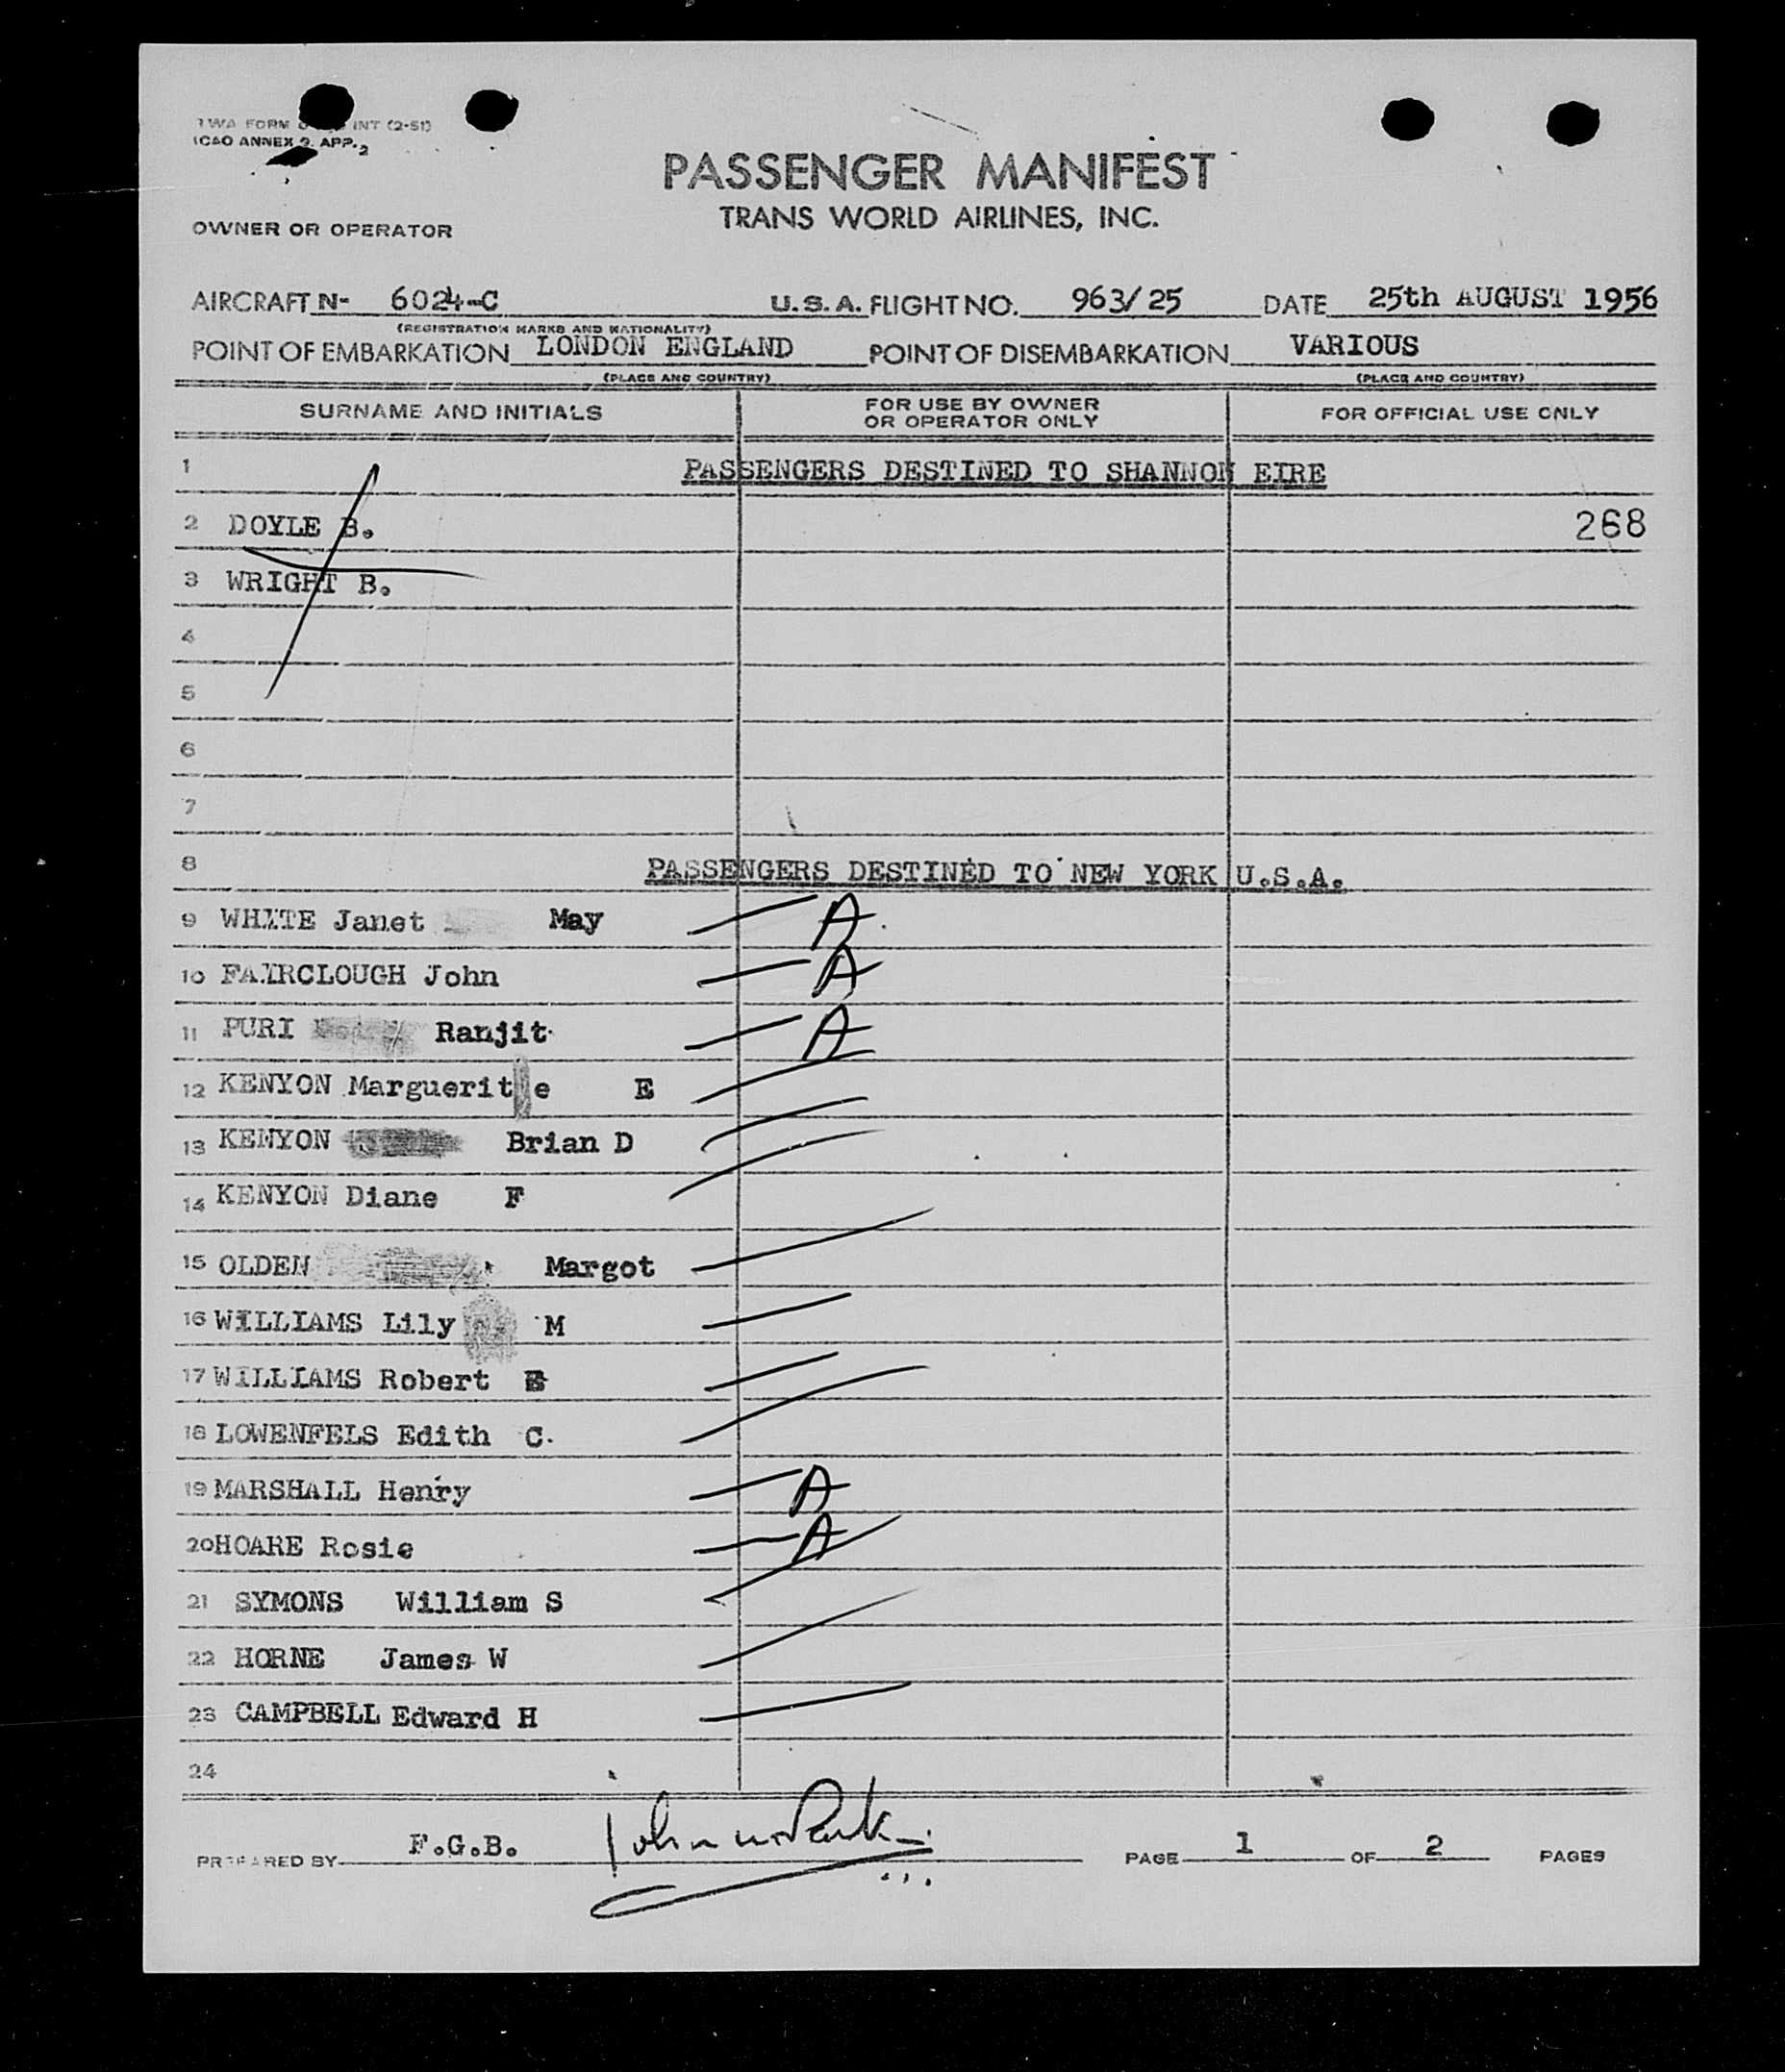 TWA FORM INT (2-51)
ICAO ANNEX 9. APP. 2
PASSENGER MANIFEST
TRANS WORLD AIRLINES, INC.
OWNER OR OPERATOR
AIRCRAFT N- 6024-C U.S.A. FLIGHT NO. 963/25 DATE 25th AUGUST 1956
(REGISTRATION MARKS AND NATIONALITY)
POINT OF EMBARKATION LONDON ENGLAND POINT OF DISEMBARKATION VARIOUS
(PLACE AND COUNTRY) (PLACE AND COUNTRY)
SURNAME AND INITIALS FOR USE BY OWNER OR OPERATOR ONLY FOR OFFICIAL USE ONLY
1 PASSENGERS DESTINED TO SHANNON EIRE
2 DOYLE B. 268
3 WRIGHT B.
4
5
6
7
8 PASSENGERS DESTINED TO NEW YORK U.S.A.
9 WHITE Janet May A
10 FAIRCLOUGH John A
11 PURI Ranjit A
12 KENYON Marguerit e E
13 KENYON Brian D
14 KENYON Diane F
15 OLDEN Margot
16 WILLIAMS Lily M
17 WILLIAMS Robert
18 LOWENFELS Edith C.
19 MARSHALL Henry A
20 HOARE Rosie A
21 SYMONS William S
22 HORNE James W
23 CAMPBELL Edward H
24
PREPARED BY F.G.B. John PAGE 1 OF 2 PAGES